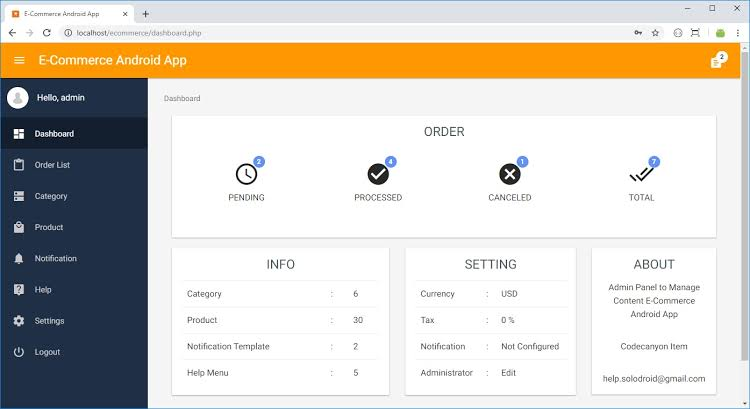 E-Commerce Android App
localhost/ecommerce/dashboard.php
E-Commerce Android App
2
Hello, admin
Dashboard
Order List
Category
Product
Notification
Help
Settings
Logout
Dashboard
ORDER
2
4
1
7
PENDING
PROCESSED
CANCELED
TOTAL
INFO
Category : 6
Product : 30
Notification Template : 2
Help Menu : 5
SETTING
Currency : USD
Tax : 0 %
Notification : Not Configured
Administrator : Edit
ABOUT
Admin Panel to Manage
Content E-Commerce
Android App
Codecanyon Item
help.solodroid@gmail.com